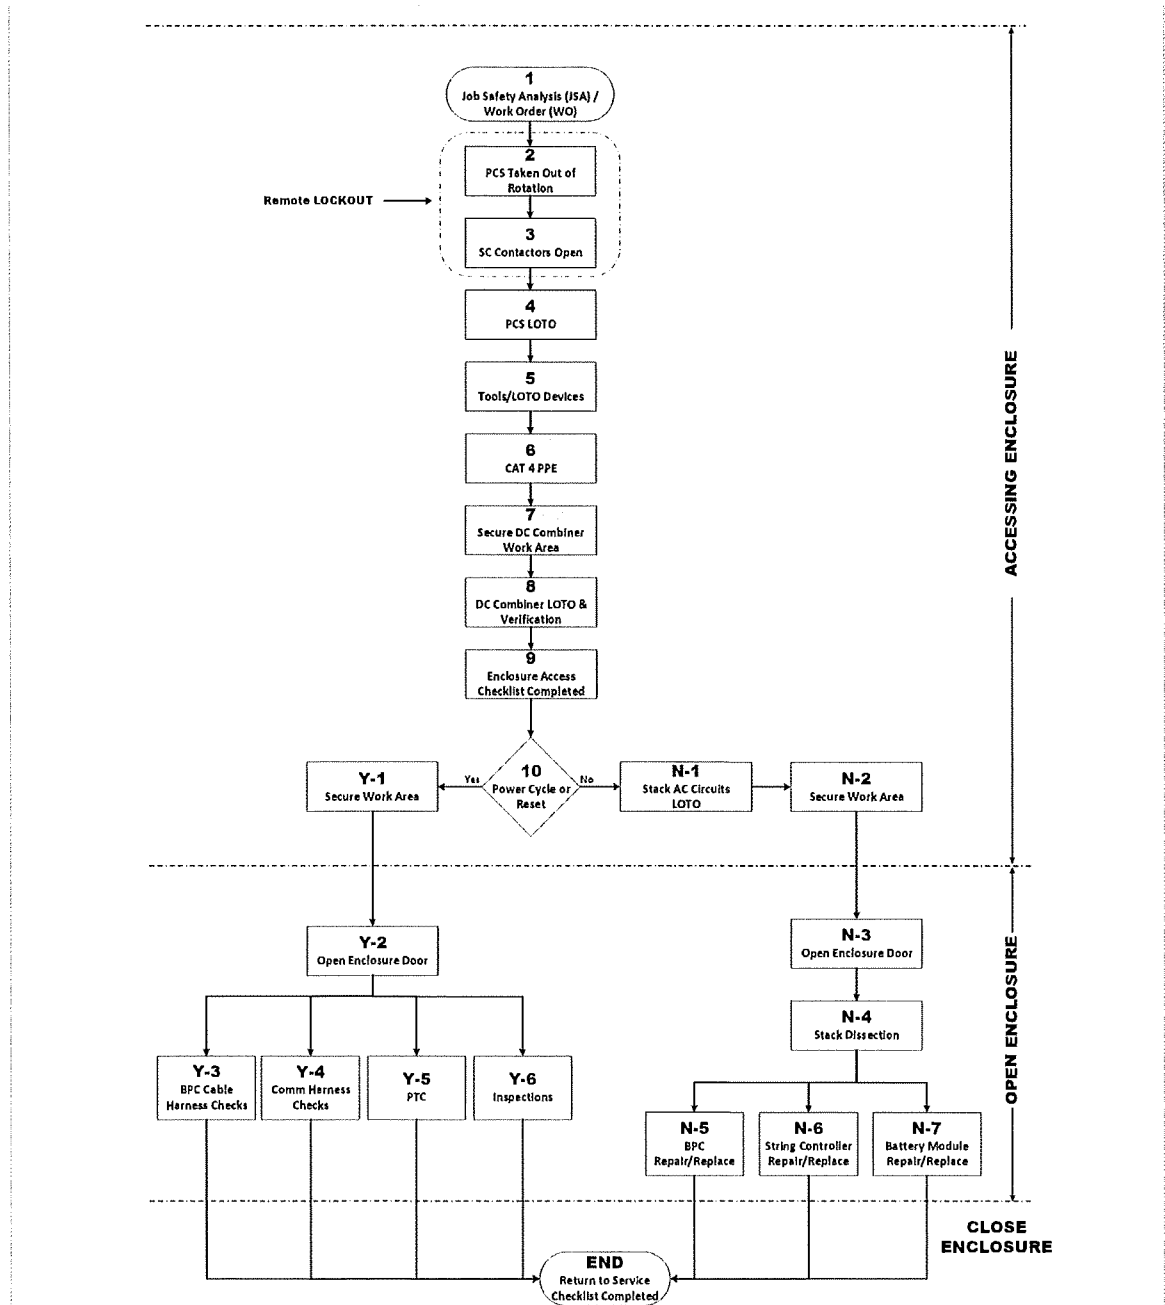 1
Job Safety Analysis (JSA) /
Work Order (WO)
2
PCS Taken Out of
Rotation
Remote LOCKOUT
3
SC Contactors Open
4
PCS LOTO
5
Tools/LOTO Devices
6
CAT 4 PPE
7
Secure DC Combiner
Work Area
8
DC Combiner LOTO &
Verification
9
Enclosure Access
Checklist Completed
ACCESSING ENCLOSURE
Y-1
Secure Work Area
Yes
10
Power Cycle or
Reset
No
N-1
Stack AC Circuits
LOTO
N-2
Secure Work Area
Y-2
Open Enclosure Door
N-3
Open Enclosure Door
N-4
Stack Dissection
OPEN ENCLOSURE
Y-3
BPC Cable
Harness Checks
Y-4
Comm Harness
Checks
Y-5
PTC
Y-6
Inspections
N-5
BPC
Repair/Replace
N-6
String Controller
Repair/Replace
N-7
Battery Module
Repair/Replace
CLOSE
ENCLOSURE
END
Return to Service
Checklist Completed